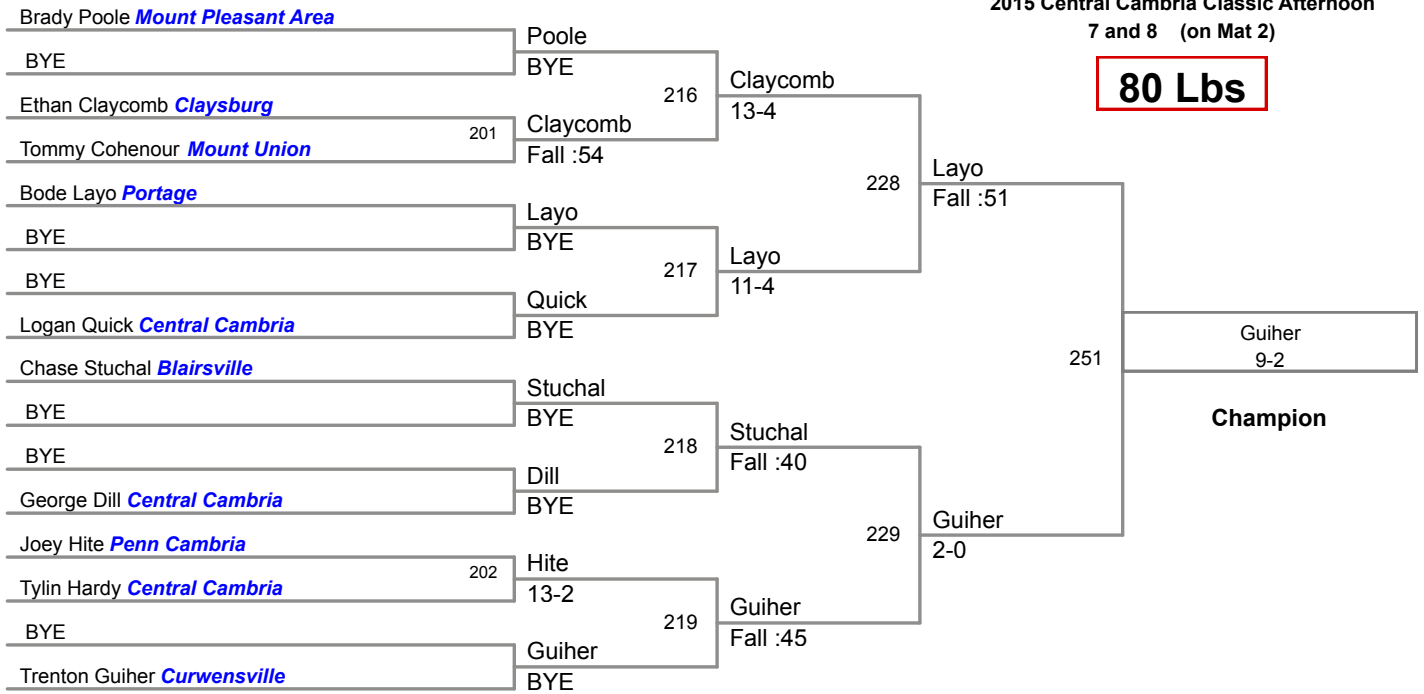 2015 Central Cambria Classic Afternoon
7 and 8 (on Mat 2)
80 Lbs
Brady Poole Mount Pleasant Area
BYE
Ethan Claycomb Claysburg
Tommy Cohenour Mount Union
Bode Layo Portage
BYE
BYE
Logan Quick Central Cambria
Chase Stuchal Blairsville
BYE
BYE
George Dill Central Cambria
Joey Hite Penn Cambria
Tylin Hardy Central Cambria
BYE
Trenton Guiher Curwensville
201
202
Poole
BYE
Claycomb
Fall :54
Layo
BYE
Quick
BYE
Stuchal
BYE
Dill
BYE
Hite
13-2
Guiher
BYE
216
217
218
219
Claycomb
13-4
Layo
11-4
Stuchal
Fall :40
Guiher
Fall :45
228
229
Layo
Fall :51
Guiher
2-0
251
Guiher
9-2
Champion